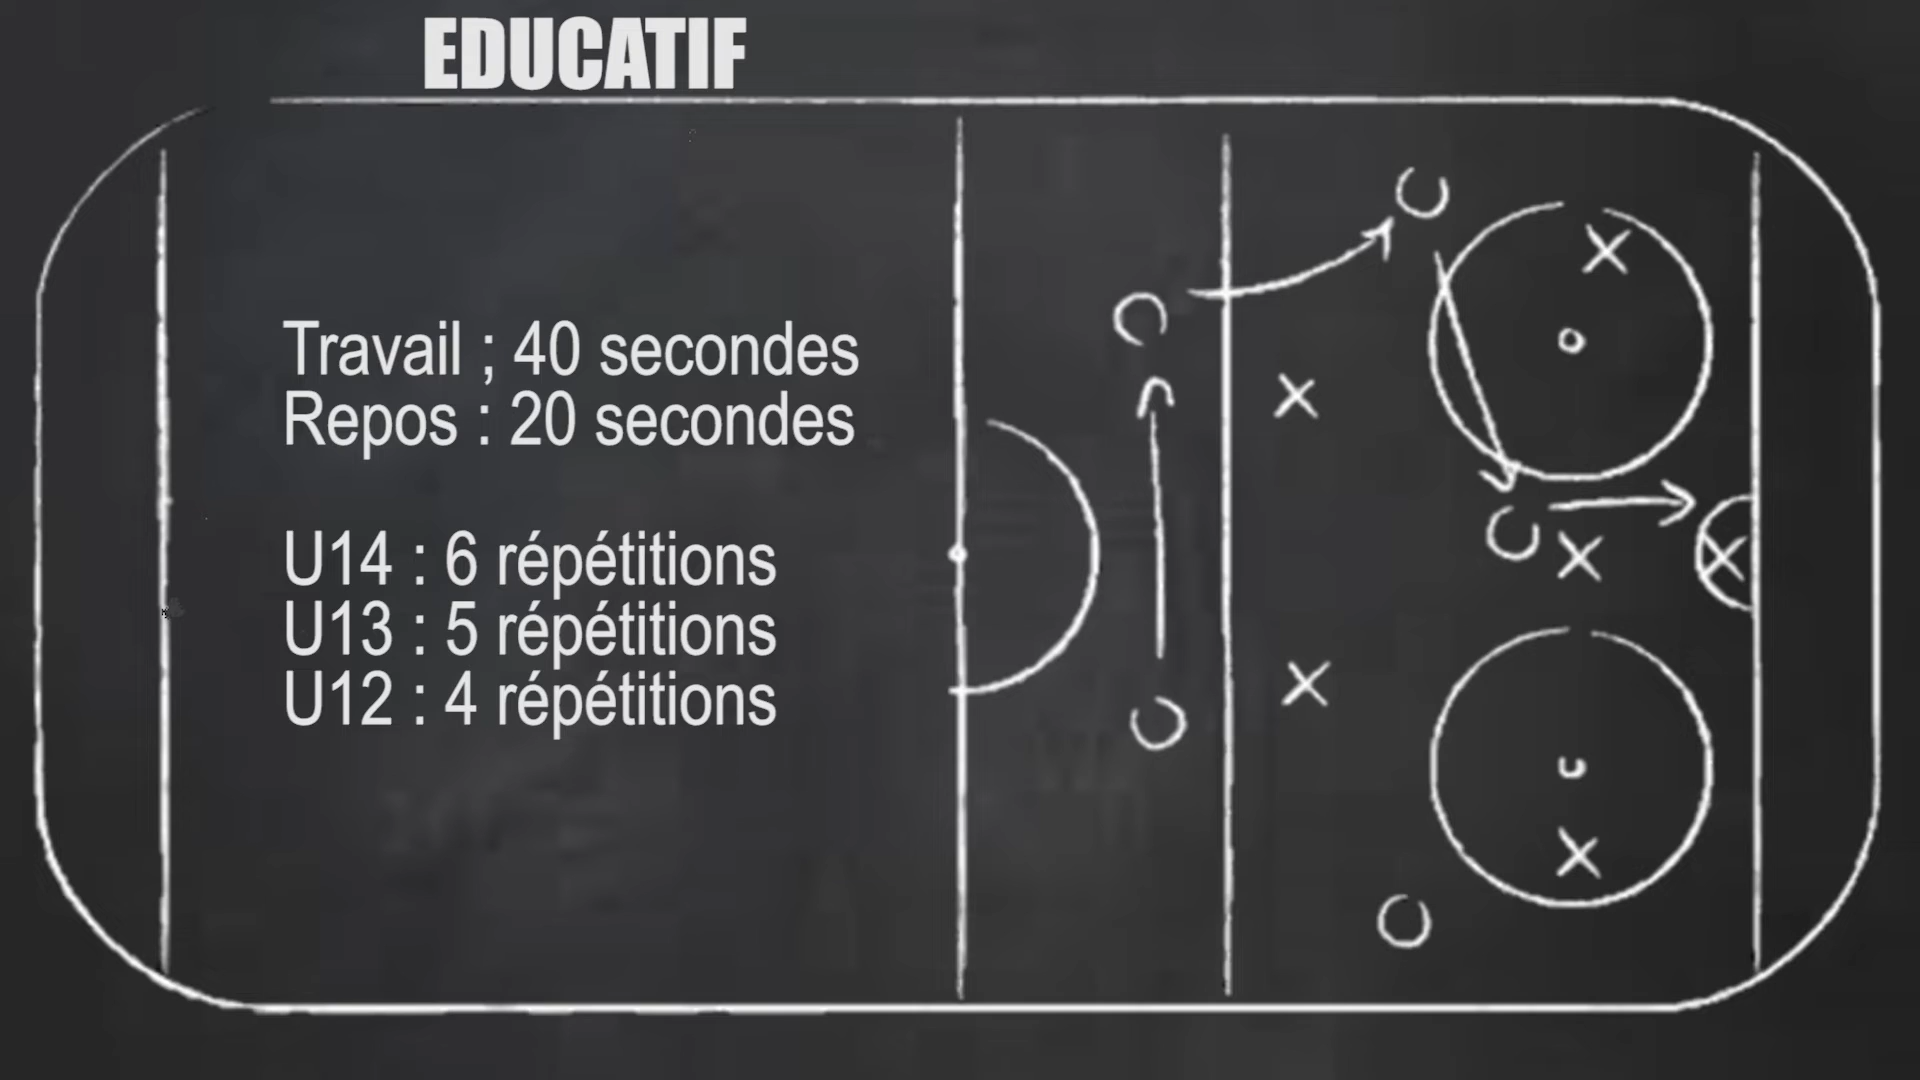 EDUCATIF
Travail ; 40 secondes
Repos : 20 secondes
U14 : 6 répétitions
U13 : 5 répétitions
U12 : 4 répétitions